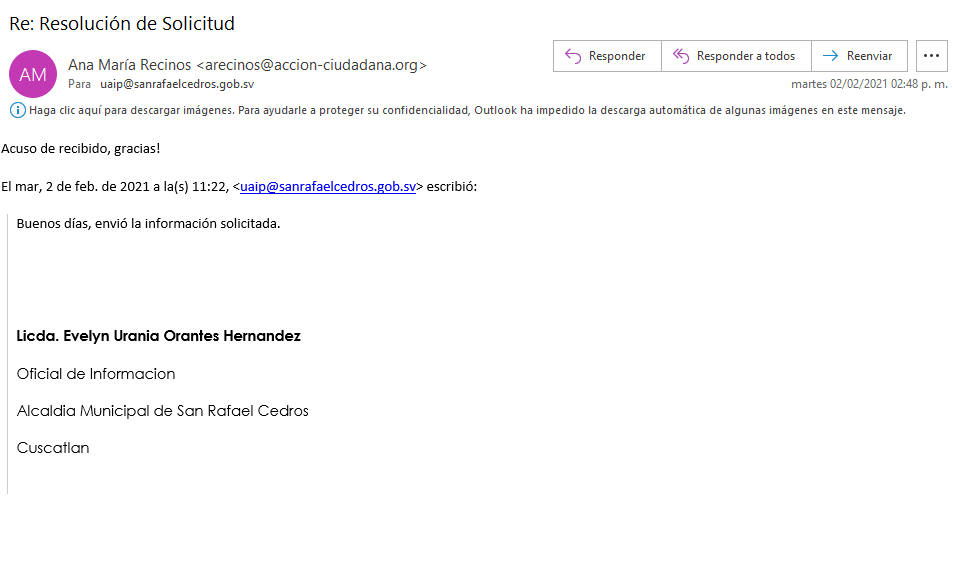 Re: Resolución de Solicitud
AM
Ana María Recinos <arecinos@accion-ciudadana.org>
Responder
Responder a todos
Reenviar
Para uaip@sanrafaelcedros.gob.sv
martes 02/02/2021 02:48 p. m.
Haga clic aquí para descargar imágenes. Para ayudarle a proteger su confidencialidad, Outlook ha impedido la descarga automática de algunas imágenes en este mensaje.
Acuso de recibido, gracias!
El mar, 2 de feb. de 2021 a la(s) 11:22, <uaip@sanrafaelcedros.gob.sv> escribió:
Buenos días, envió la información solicitada.
Licda. Evelyn Urania Orantes Hernandez
Oficial de Informacion
Alcaldia Municipal de San Rafael Cedros
Cuscatlan